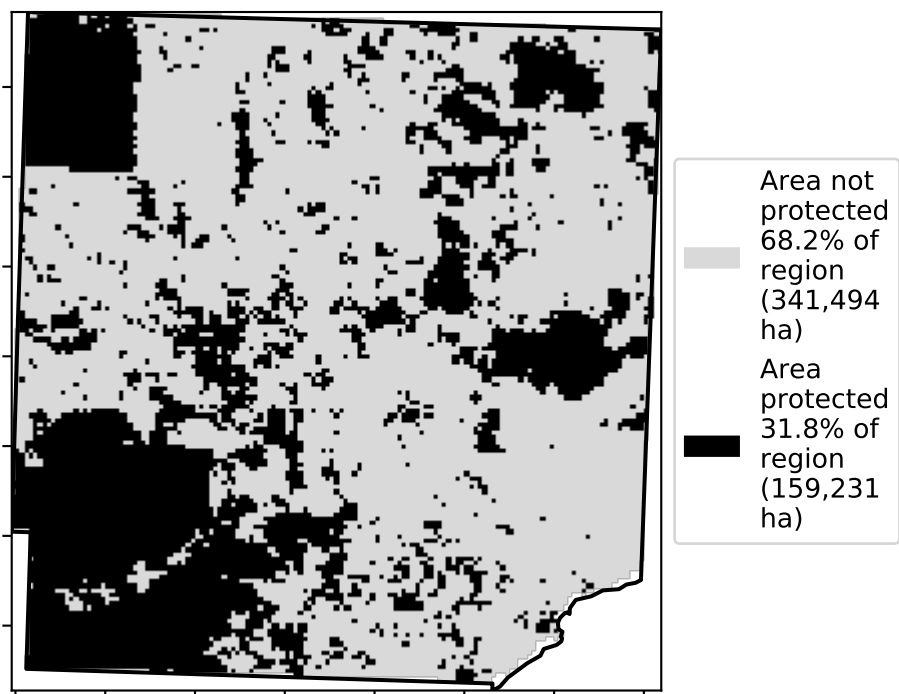 Area not
protected
68.2% of
region
(341,494
ha)
Area
protected
31.8% of
region
(159,231
ha)